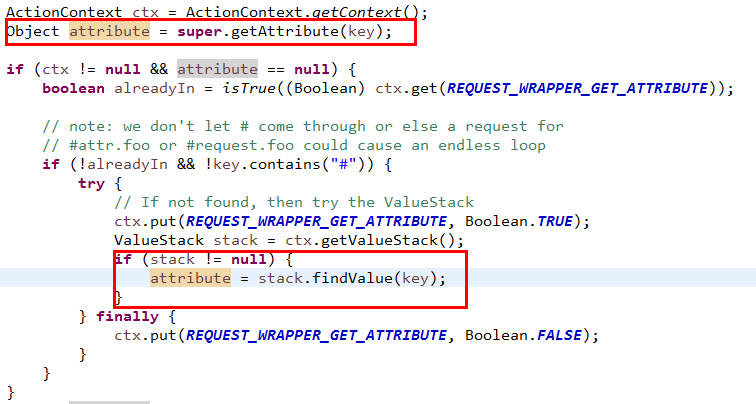 ActionContext ctx = ActionContext.getContext();
Object attribute = super.getAttribute(key);
if (ctx != null && attribute == null) {
boolean alreadyIn = isTrue((Boolean) ctx.get(REQUEST_WRAPPER_GET_ATTRIBUTE));
// note: we don't let # come through or else a request for
// #attr.foo or #request.foo could cause an endless loop
if (!alreadyIn && !key.contains("#")) {
try {
// If not found, then try the ValueStack
ctx.put(REQUEST_WRAPPER_GET_ATTRIBUTE, Boolean.TRUE);
ValueStack stack = ctx.getValueStack();
if (stack != null) {
attribute = stack.findValue(key);
}
} finally {
ctx.put(REQUEST_WRAPPER_GET_ATTRIBUTE, Boolean.FALSE);
}
}
}